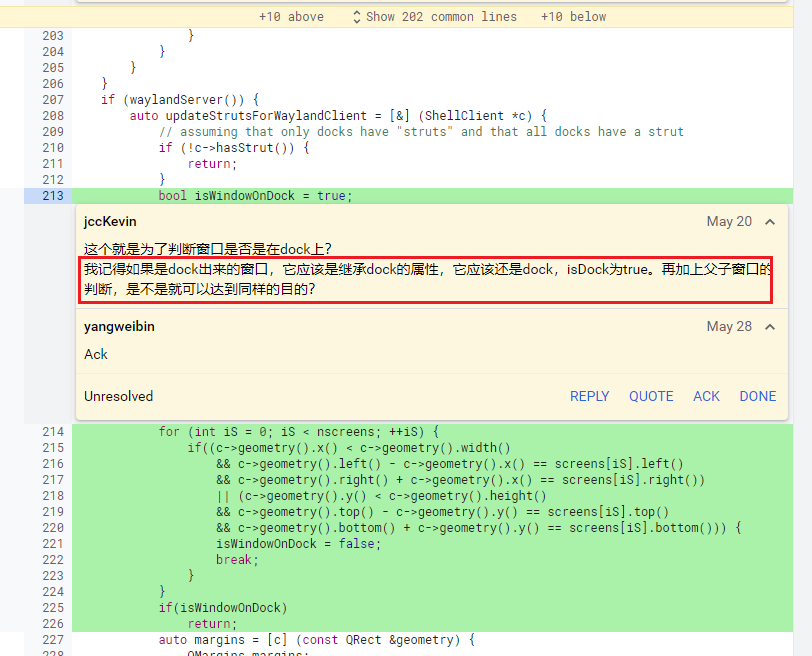 +10 above Show 202 common lines +10 below
203 }
204 }
205 }
206 }
207 if (waylandServer()) {
208 auto updateStrutsForWaylandClient = [&] (ShellClient *c) {
209 // assuming that only docks have "struts" and that all docks have a strut
210 if (!c->hasStrut()) {
211 return;
212 }
213 bool isWindowOnDock = true;
jccKevin May 20
这个就是为了判断窗口是否是在dock上？
我记得如果是dock出来的窗口，它应该是继承dock的属性，它应该还是dock，isDock为true。再加上父子窗口的
判断，是不是就可以达到同样的目的？
yangweibin May 28
Ack
Unresolved REPLY QUOTE ACK DONE
214 for (int iS = 0; iS < nscreens; ++iS) {
215 if((c->geometry().x() < c->geometry().width()
216 && c->geometry().left() - c->geometry().x() == screens[iS].left()
217 && c->geometry().right() + c->geometry().x() == screens[iS].right())
218 || (c->geometry().y() < c->geometry().height()
219 && c->geometry().top() - c->geometry().y() == screens[iS].top()
220 && c->geometry().bottom() + c->geometry().y() == screens[iS].bottom())) {
221 isWindowOnDock = false;
222 break;
223 }
224 }
225 if(isWindowOnDock)
226 return;
227 auto margins = [c] (const QRect &geometry) {
228 QMargins margins;